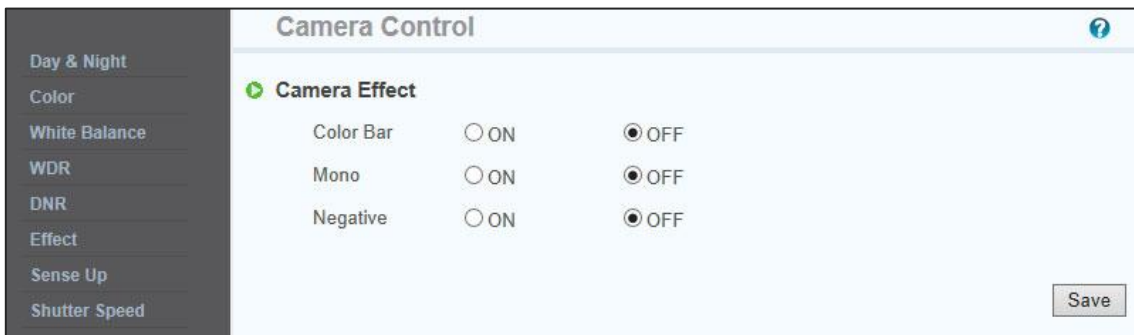 Camera Control
?
Day & Night
Color
White Balance
WDR
DNR
Effect
Sense Up
Shutter Speed
Camera Effect
Color Bar ON OFF
Mono ON OFF
Negative ON OFF
Save